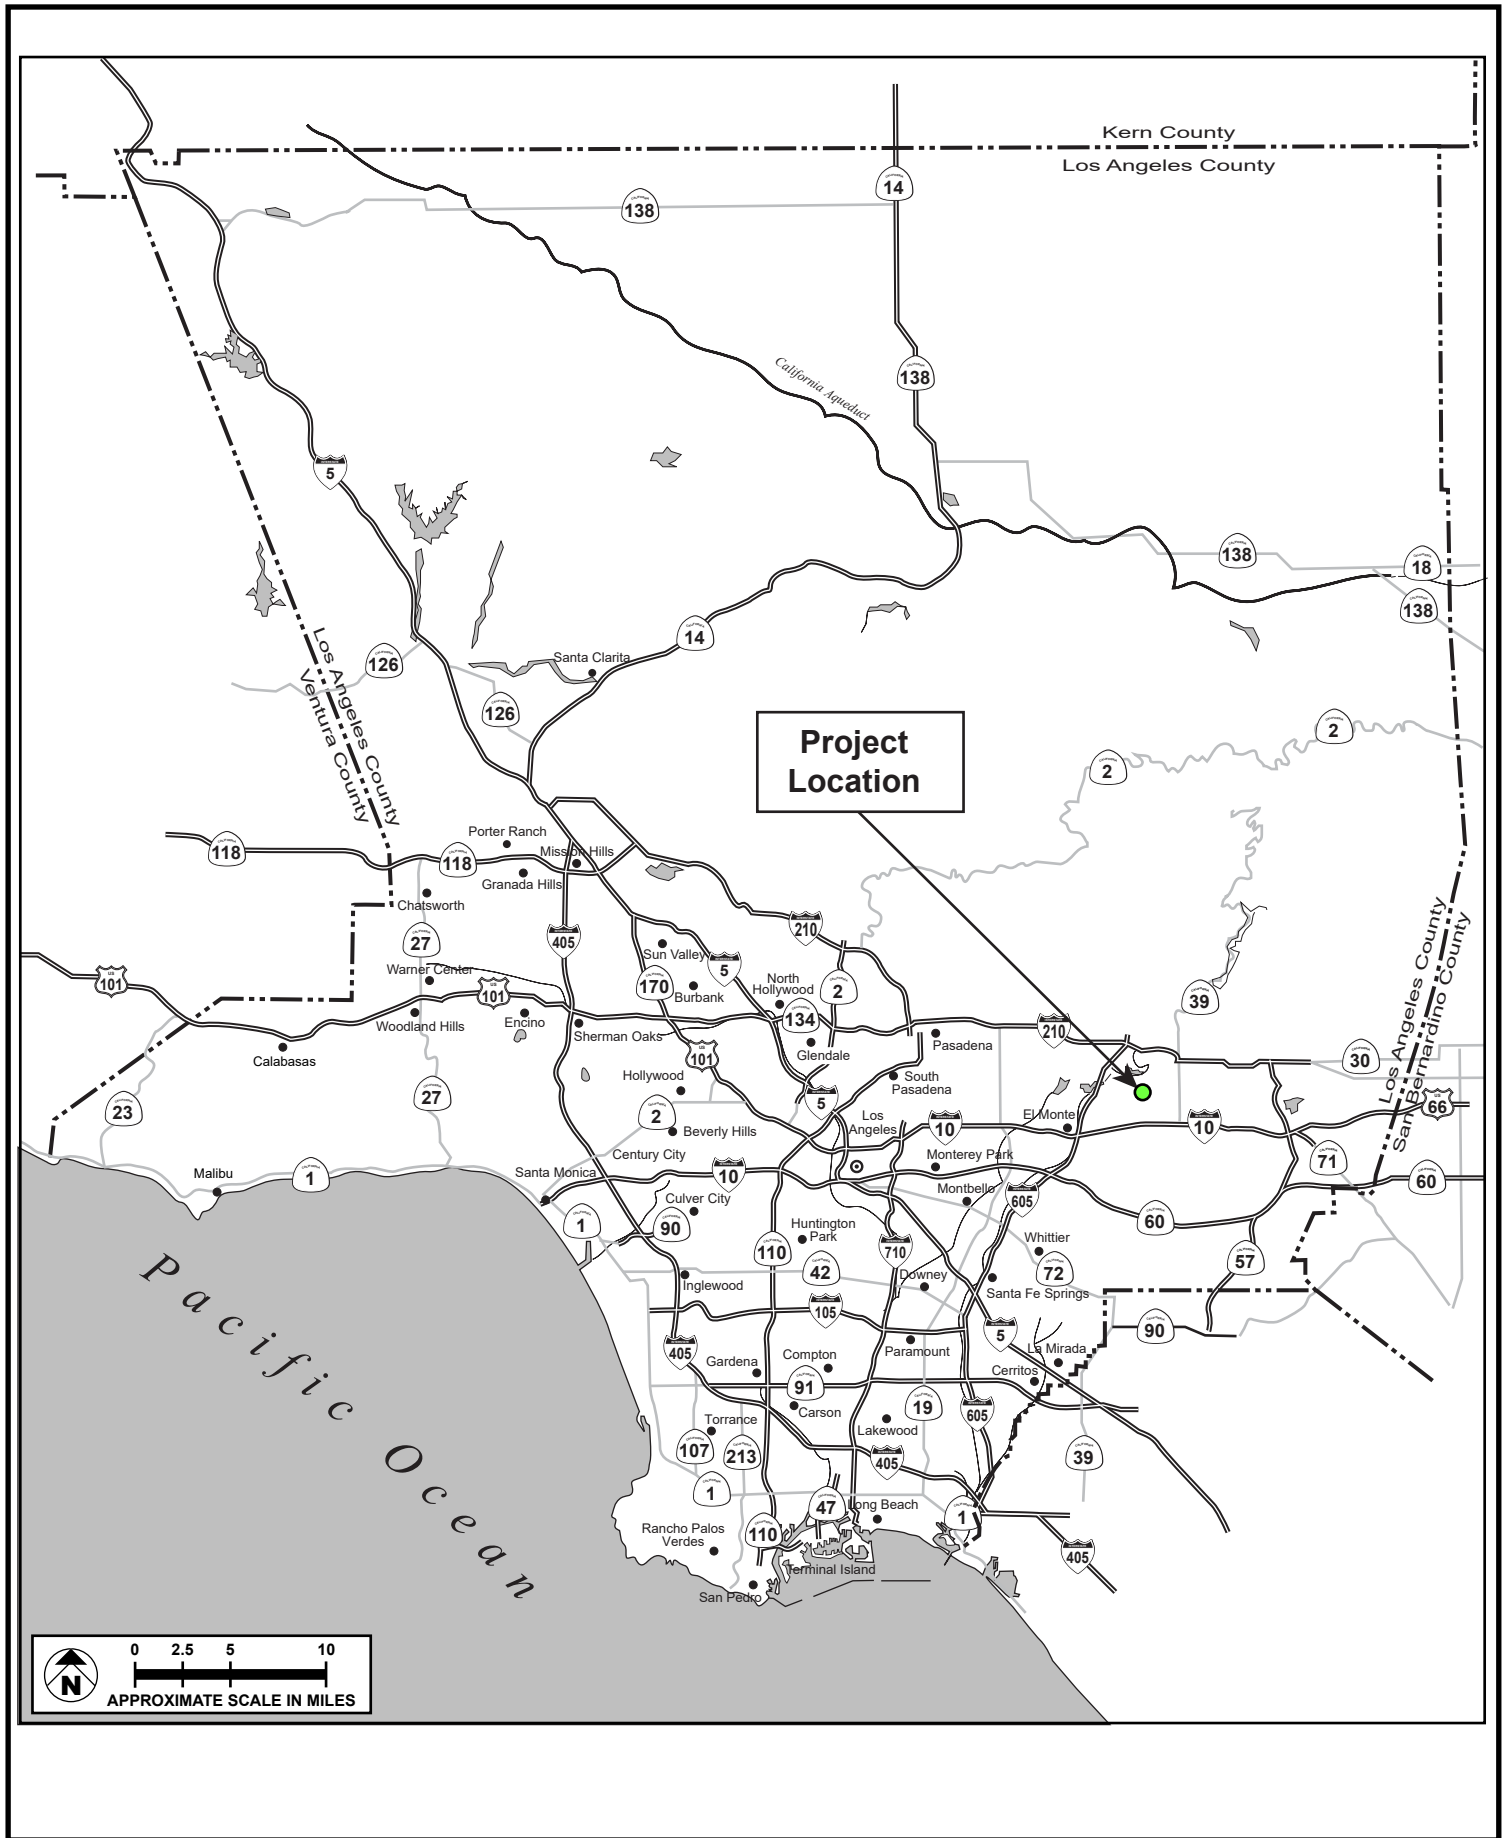 Kern County
Los Angeles County
14
138
138
California Aqueduct
5
138
18
138
14
126
Santa Clarita
126
Los Angeles County
Ventura County
2
2
Project
Location
Porter Ranch
118
118
Mission Hills
Granada Hills
Chatsworth
210
27
405
Sun Valley
5
Los Angeles County
San Bernardino County
Warner Center
US
101
US
101
170
Burbank
North
Hollywood
2
39
Woodland Hills
Encino
Sherman Oaks
134
210
Pasadena
Calabasas
US
101
Glendale
30
Hollywood
South
Pasadena
23
27
2
5
US
66
Los
Angeles
10
El Monte
10
Beverly Hills
Century City
Monterey Park
71
Malibu
1
Santa Monica
10
60
Culver City
Montbello
605
1
90
Huntington
Park
60
110
710
Whittier
57
42
72
Inglewood
Downey
Santa Fe Springs
105
5
90
405
Paramount
La Mirada
Gardena
Compton
Cerritos
91
19
605
Carson
Torrance
Lakewood
107
213
405
39
1
47
Long Beach
1
Rancho Palos
Verdes
110
405
Terminal Island
San Pedro
Pacific Ocean
0 2.5 5 10
N
APPROXIMATE SCALE IN MILES